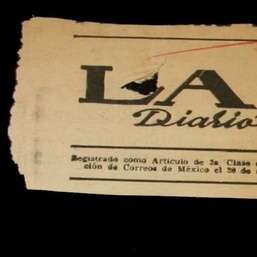 LA
Diario
Registrado como Artículo de 2a. Clase
ción de Correos de México el 20 de